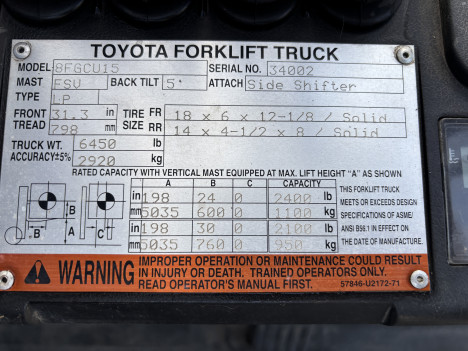 TOYOTA FORKLIFT TRUCK
MODEL 8FGCU15 SERIAL NO. 34002
MAST FSV BACK TILT 5° ATTACH Side Shifter
TYPE LP
FRONT TREAD 31.3 in 798 mm TIRE SIZE FR 18 x 6 x 12-1/8 / Solid
RR 14 x 4-1/2 x 8 / Solid
TRUCK WT. 6450 lb
ACCURACY±5% 2920 kg
RATED CAPACITY WITH VERTICAL MAST EQUIPPED AT MAX. LIFT HEIGHT "A" AS EXAMPLE
A B C CAPACITY
in 198 24 0 2400 lb
mm 5035 600 0 1100 kg
in 198 30 0 2100 lb
mm 5035 760 0 950 kg
B B A C
THIS FORKLIFT TRUCK
MEETS OR EXCEEDS DESIGN
SPECIFICATIONS OF ASME/
ANSI B56.1 IN EFFECT ON
THE DATE OF MANUFACTURE.
WARNING
IMPROPER OPERATION OR MAINTENANCE COULD RESULT
IN INJURY OR DEATH. TRAINED OPERATORS ONLY.
READ OPERATOR'S MANUAL FIRST.
57846-U2172-71